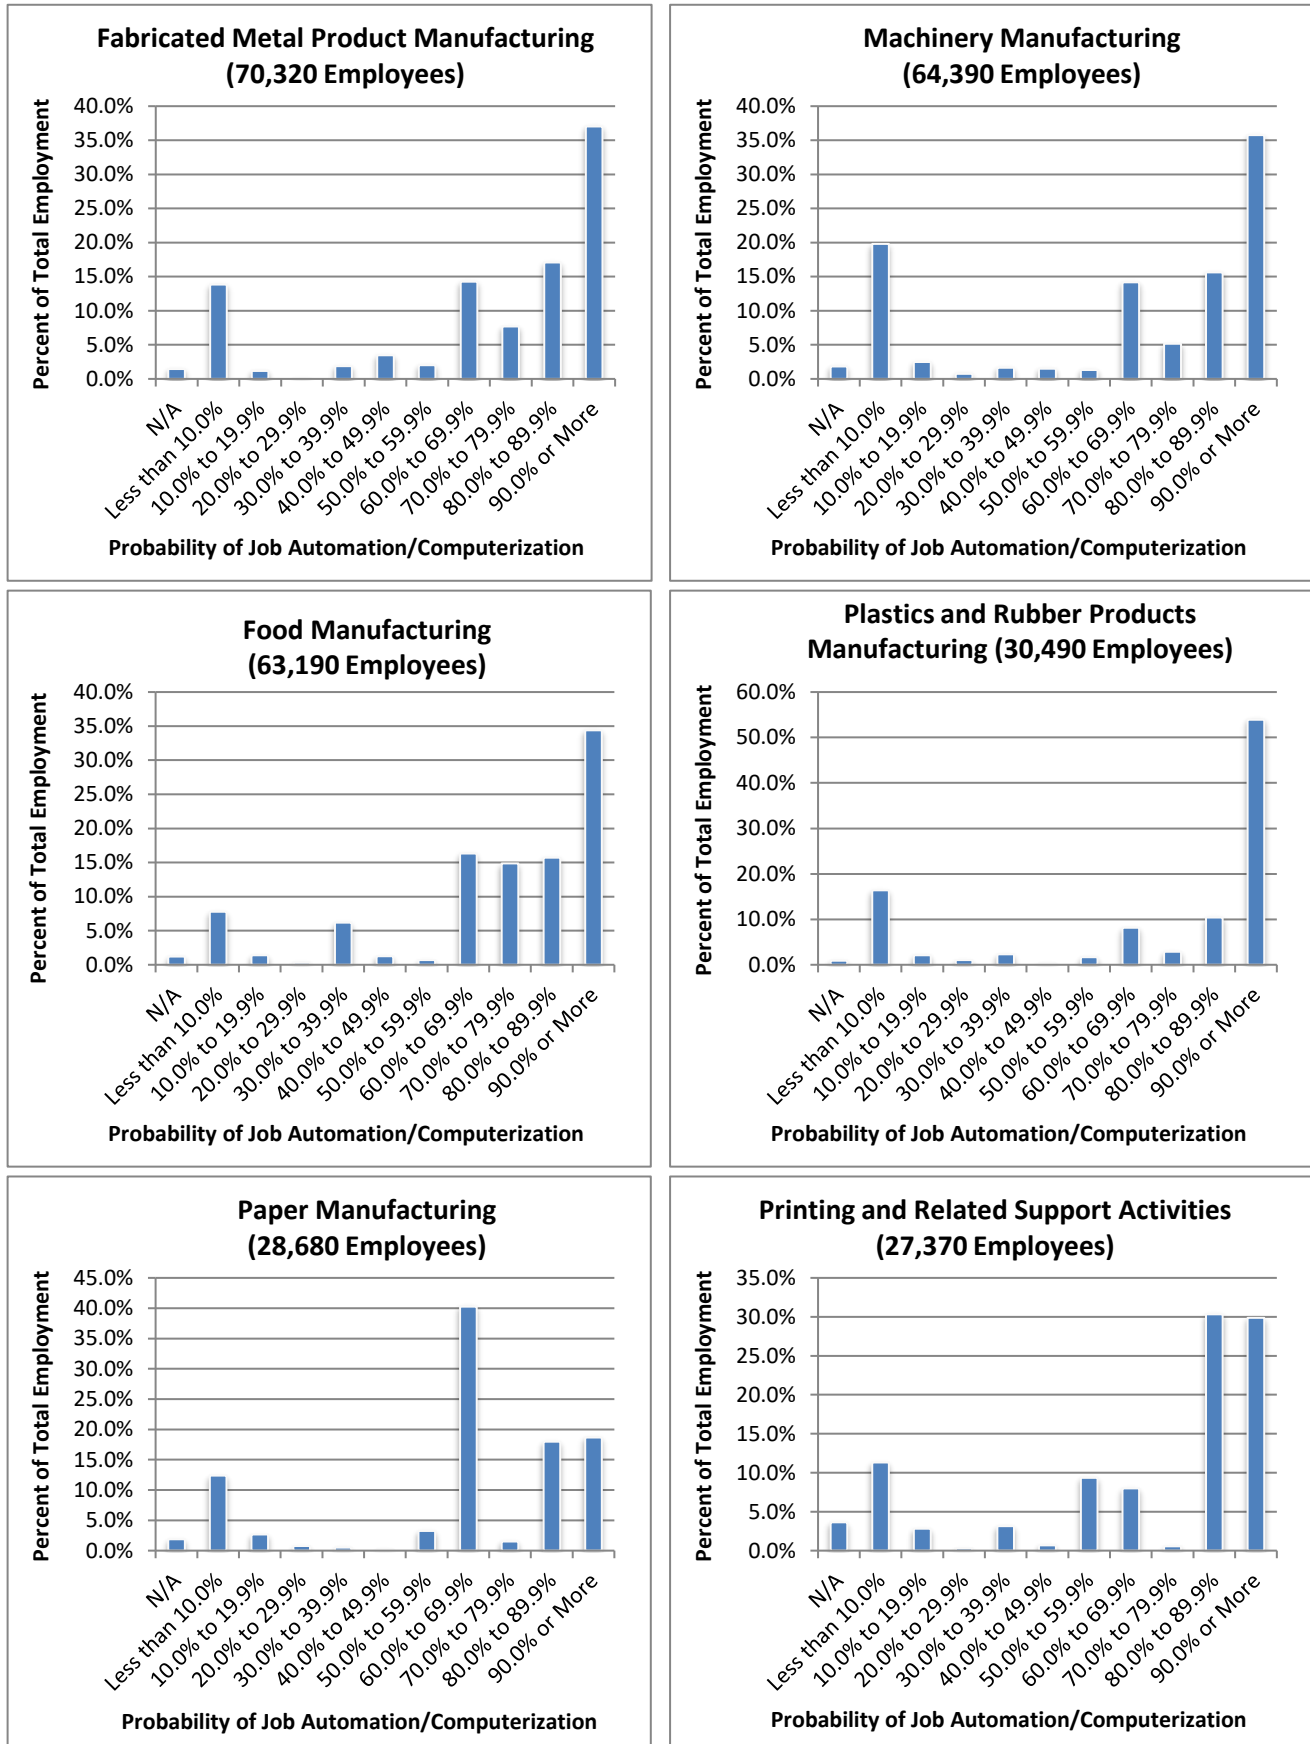 Fabricated Metal Product Manufacturing
(70,320 Employees)
Percent of Total Employment
40.0%
35.0%
30.0%
25.0%
20.0%
15.0%
10.0%
5.0%
0.0%
N/A
Less than 10.0%
10.0% to 19.9%
20.0% to 29.9%
30.0% to 39.9%
40.0% to 49.9%
50.0% to 59.9%
60.0% to 69.9%
70.0% to 79.9%
80.0% to 89.9%
90.0% or More
Probability of Job Automation/Computerization
Machinery Manufacturing
(64,390 Employees)
Percent of Total Employment
40.0%
35.0%
30.0%
25.0%
20.0%
15.0%
10.0%
5.0%
0.0%
N/A
Less than 10.0%
10.0% to 19.9%
20.0% to 29.9%
30.0% to 39.9%
40.0% to 49.9%
50.0% to 59.9%
60.0% to 69.9%
70.0% to 79.9%
80.0% to 89.9%
90.0% or More
Probability of Job Automation/Computerization
Food Manufacturing
(63,190 Employees)
Percent of Total Employment
40.0%
35.0%
30.0%
25.0%
20.0%
15.0%
10.0%
5.0%
0.0%
N/A
Less than 10.0%
10.0% to 19.9%
20.0% to 29.9%
30.0% to 39.9%
40.0% to 49.9%
50.0% to 59.9%
60.0% to 69.9%
70.0% to 79.9%
80.0% to 89.9%
90.0% or More
Probability of Job Automation/Computerization
Plastics and Rubber Products
Manufacturing (30,490 Employees)
Percent of Total Employment
60.0%
50.0%
40.0%
30.0%
20.0%
10.0%
0.0%
N/A
Less than 10.0%
10.0% to 19.9%
20.0% to 29.9%
30.0% to 39.9%
40.0% to 49.9%
50.0% to 59.9%
60.0% to 69.9%
70.0% to 79.9%
80.0% to 89.9%
90.0% or More
Probability of Job Automation/Computerization
Paper Manufacturing
(28,680 Employees)
Percent of Total Employment
45.0%
40.0%
35.0%
30.0%
25.0%
20.0%
15.0%
10.0%
5.0%
0.0%
N/A
Less than 10.0%
10.0% to 19.9%
20.0% to 29.9%
30.0% to 39.9%
40.0% to 49.9%
50.0% to 59.9%
60.0% to 69.9%
70.0% to 79.9%
80.0% to 89.9%
90.0% or More
Probability of Job Automation/Computerization
Printing and Related Support Activities
(27,370 Employees)
Percent of Total Employment
35.0%
30.0%
25.0%
20.0%
15.0%
10.0%
5.0%
0.0%
N/A
Less than 10.0%
10.0% to 19.9%
20.0% to 29.9%
30.0% to 39.9%
40.0% to 49.9%
50.0% to 59.9%
60.0% to 69.9%
70.0% to 79.9%
80.0% to 89.9%
90.0% or More
Probability of Job Automation/Computerization